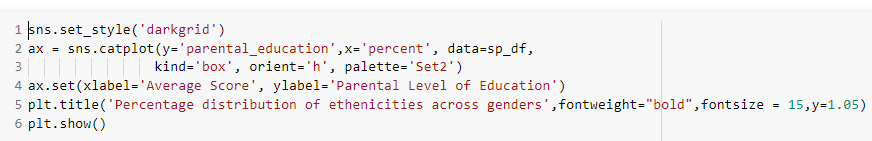 1 sns.set_style('darkgrid')
2 ax = sns.catplot(y='parental_education',x='percent', data=sp_df,
3                  kind='box', orient='h', palette='Set2')
4 ax.set(xlabel='Average Score', ylabel='Parental Level of Education')
5 plt.title('Percentage distribution of ethenicities across genders',fontweight="bold",fontsize = 15,y=1.05)
6 plt.show()